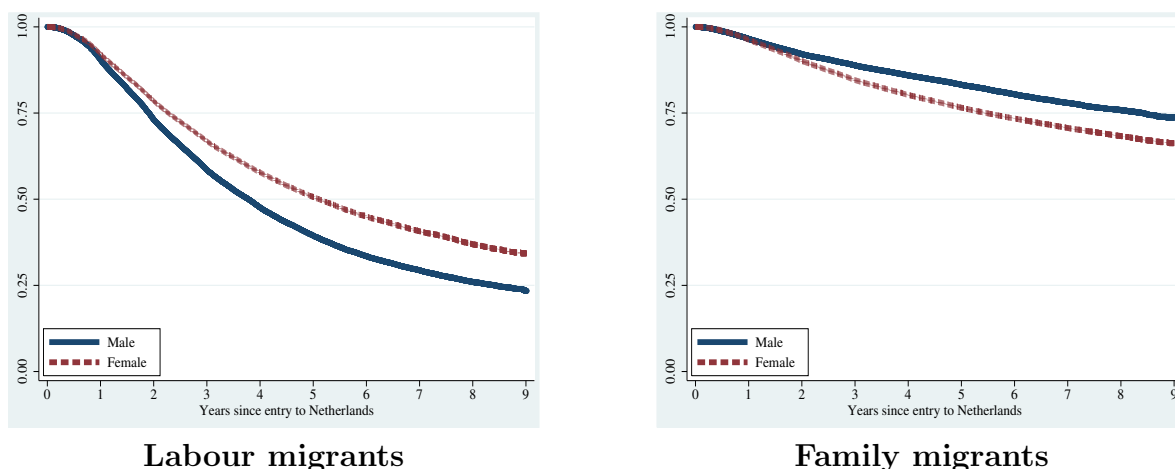 0.00 0.25 0.50 0.75 1.00
Male
Female
0 1 2 3 4 5 6 7 8 9
Years since entry to Netherlands
Labour migrants
0.00 0.25 0.50 0.75 1.00
Male
Female
0 1 2 3 4 5 6 7 8 9
Years since entry to Netherlands
Family migrants